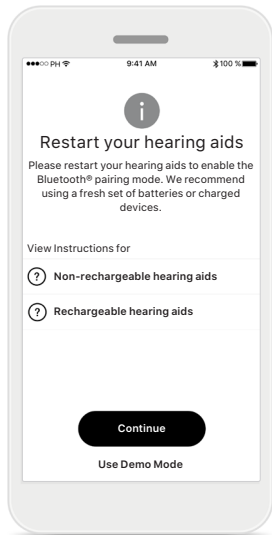 ●●●○○ PH 9:41 AM 100 %
i
Restart your hearing aids
Please restart your hearing aids to enable the
Bluetooth® pairing mode. We recommend
using a fresh set of batteries or charged
devices.
View Instructions for
? Non-rechargeable hearing aids
? Rechargeable hearing aids
Continue
Use Demo Mode